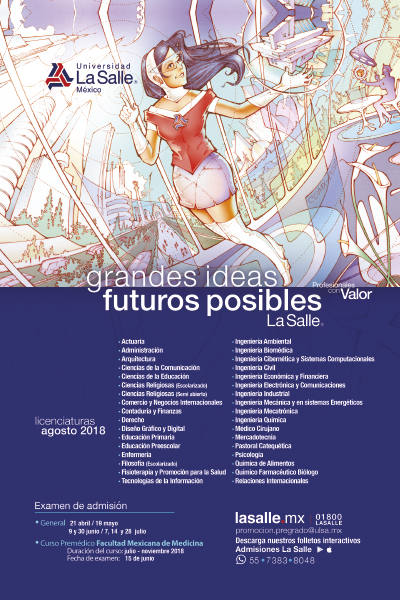 Universidad
La Salle®
México
grandes ideas
futuros posibles
La Salle®
Profesionales
con Valor
licenciaturas
agosto 2018
· Actuaría
· Administración
· Arquitectura
· Ciencias de la Comunicación
· Ciencias de la Educación
· Ciencias Religiosas (Escolarizado)
· Ciencias Religiosas (Semi abierto)
· Comercio y Negocios Internacionales
· Contaduría y Finanzas
· Derecho
· Diseño Gráfico y Digital
· Educación Primaria
· Educación Preescolar
· Enfermería
· Filosofía (Escolarizado)
· Fisioterapia y Promoción para la Salud
· Tecnologías de la Información
· Ingeniería Ambiental
· Ingeniería Biomédica
· Ingeniería Cibernética y Sistemas Computacionales
· Ingeniería Civil
· Ingeniería Económica y Financiera
· Ingeniería Electrónica y Comunicaciones
· Ingeniería Industrial
· Ingeniería Mecánica y en sistemas Energéticos
· Ingeniería Mecatrónica
· Ingeniería Química
· Médico Cirujano
· Mercadotecnia
· Pastoral Catequética
· Psicología
· Química de Alimentos
· Químico Farmacéutico Biólogo
· Relaciones Internacionales
Examen de admisión
* General 21 abril / 19 mayo
9 y 30 junio / 7, 14 y 28 julio
* Curso Premédico Facultad Mexicana de Medicina
Duración del curso: julio - noviembre 2018
Fecha de examen: 15 de junio
lasalle.mx 01800
LASALLE
promocion.pregrado@ulsa.mx
Descarga nuestros folletos interactivos
Admisiones La Salle
55•7383•8048